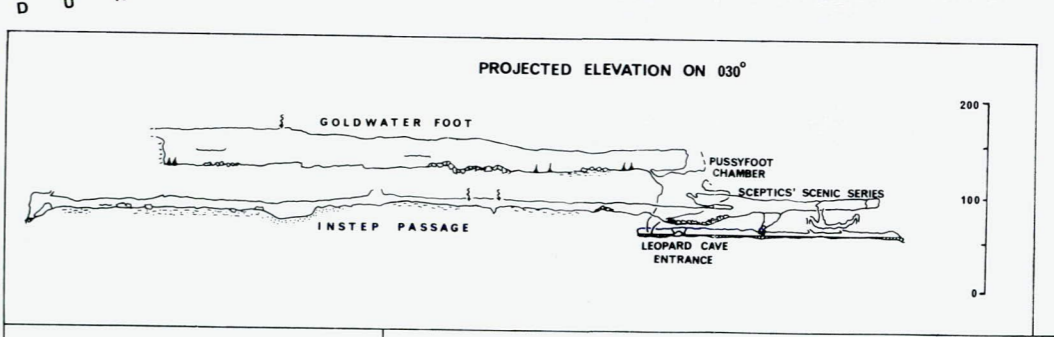 D U
PROJECTED ELEVATION ON 030°
200
GOLDWATER FOOT
PUSSYFOOT
CHAMBER
SCEPTICS' SCENIC SERIES
100
INSTEP PASSAGE
LEOPARD CAVE
ENTRANCE
0